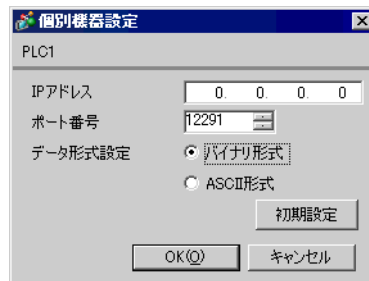 個別機器設定
PLC1
IPアドレス 0. 0. 0. 0
ポート番号 12291
データ形式設定 バイナリ形式
ASCII形式
初期設定
OK(O) キャンセル